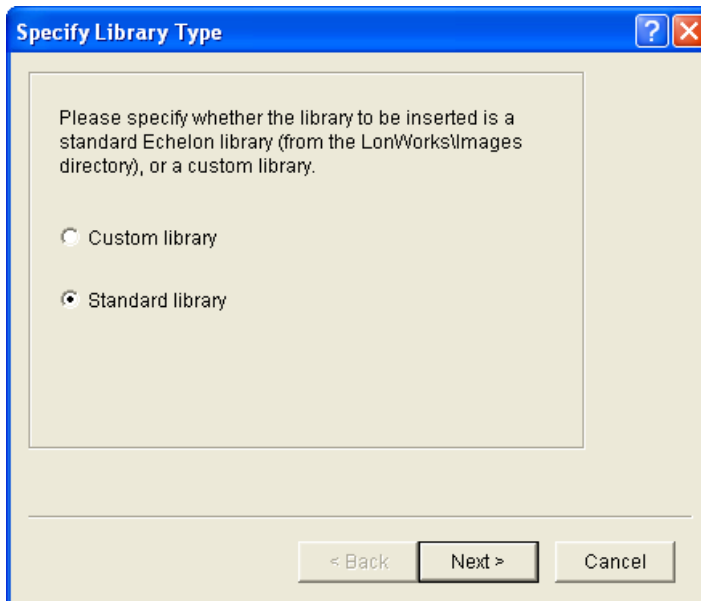 Specify Library Type
Please specify whether the library to be inserted is a
standard Echelon library (from the LonWorks\Images
directory), or a custom library.
Custom library
Standard library
< Back
Next >
Cancel